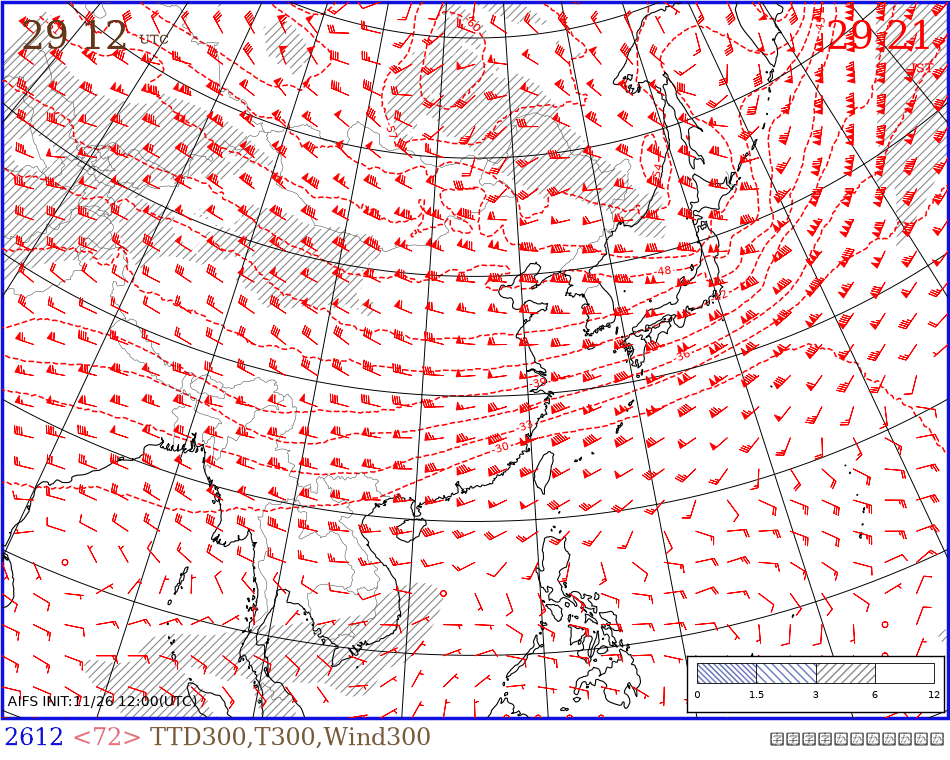 29 12 UTC
29 21
JST
-48
-42
-36
-39
-33
-30
0 1.5 3 6 12
AIFS INIT:11/26 12:00(UTC)
2612 <72> TTD300,T300,Wind300